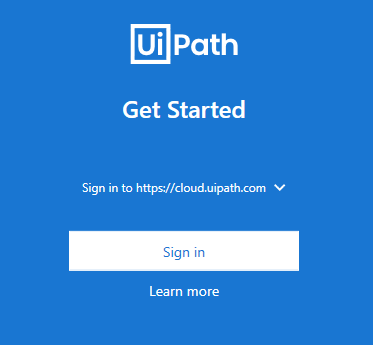 UiPath
Get Started
Sign in to https://cloud.uipath.com
Sign in
Learn more